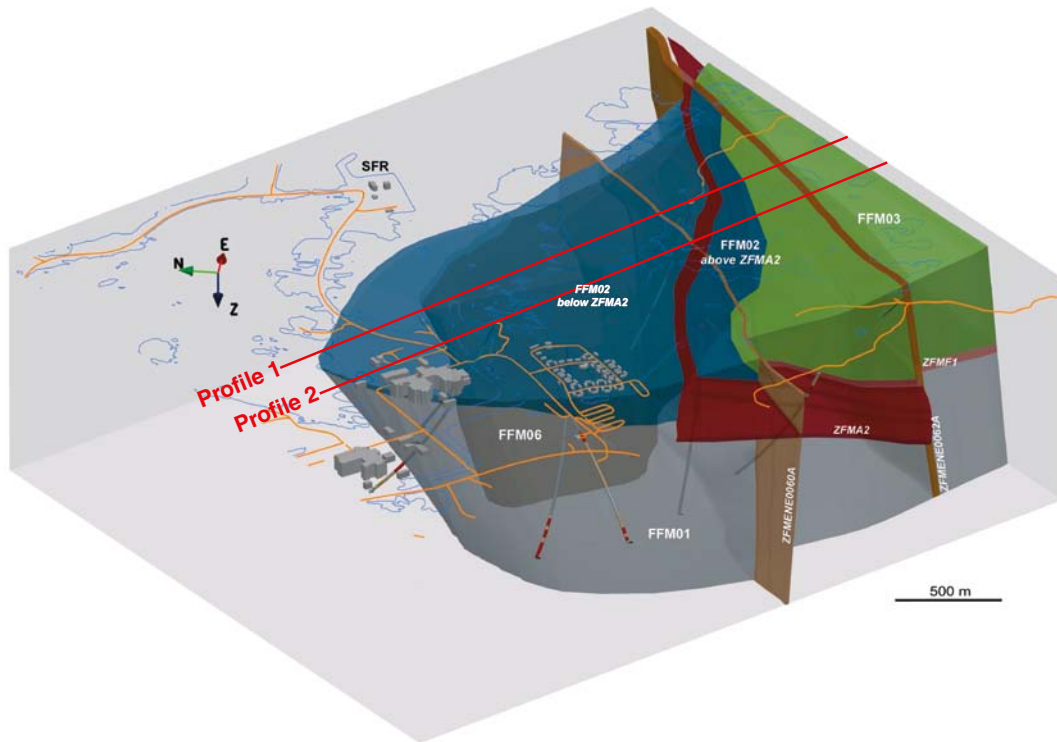 SFR
E
N
Z
FFM03
FFM02
above ZFMA2
FFM02
below ZFMA2
Profile 1
Profile 2
ZFMF1
FFM06
ZFMA2
ZFMENE0062A
ZFMENE0060A
FFM01
500 m